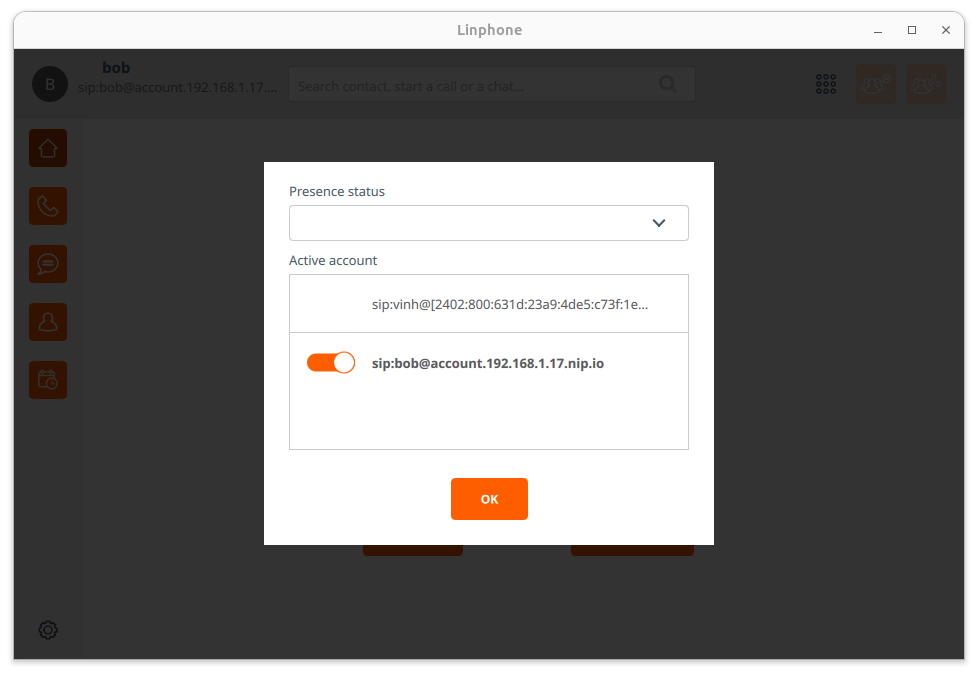 Linphone
bob
B
sip:bob@account.192.168.1.17....
Search contact, start a call or a chat...
Presence status
Active account
sip:vinh@[2402:800:631d:23a9:4de5:c73f:1e...
sip:bob@account.192.168.1.17.nip.io
OK